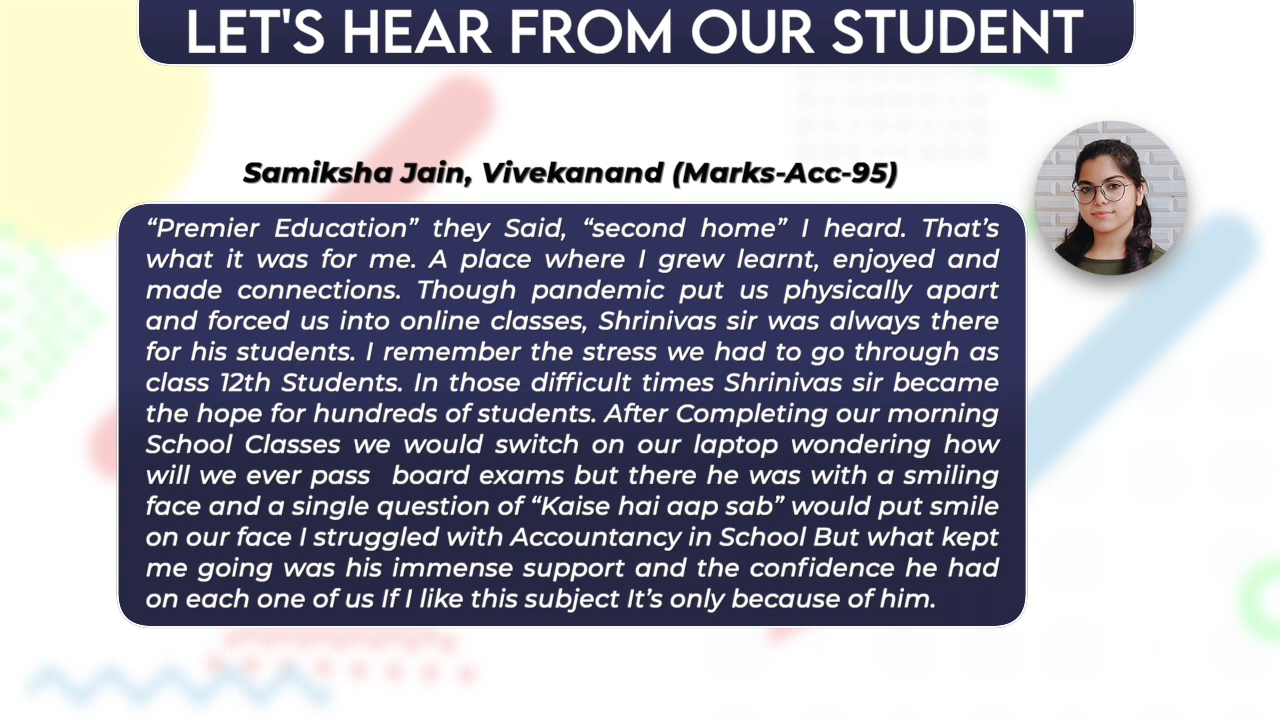 LET'S HEAR FROM OUR STUDENT
Samiksha Jain, Vivekanand (Marks-Acc-95)
“Premier Education” they Said, “second home” I heard. That’s
what it was for me. A place where I grew learnt, enjoyed and
made connections. Though pandemic put us physically apart
and forced us into online classes, Shrinivas sir was always there
for his students. I remember the stress we had to go through as
class 12th Students. In those difficult times Shrinivas sir became
the hope for hundreds of students. After Completing our morning
School Classes we would switch on our laptop wondering how
will we ever pass  board exams but there he was with a smiling
face and a single question of “Kaise hai aap sab” would put smile
on our face I struggled with Accountancy in School But what kept
me going was his immense support and the confidence he had
on each one of us If I like this subject It’s only because of him.